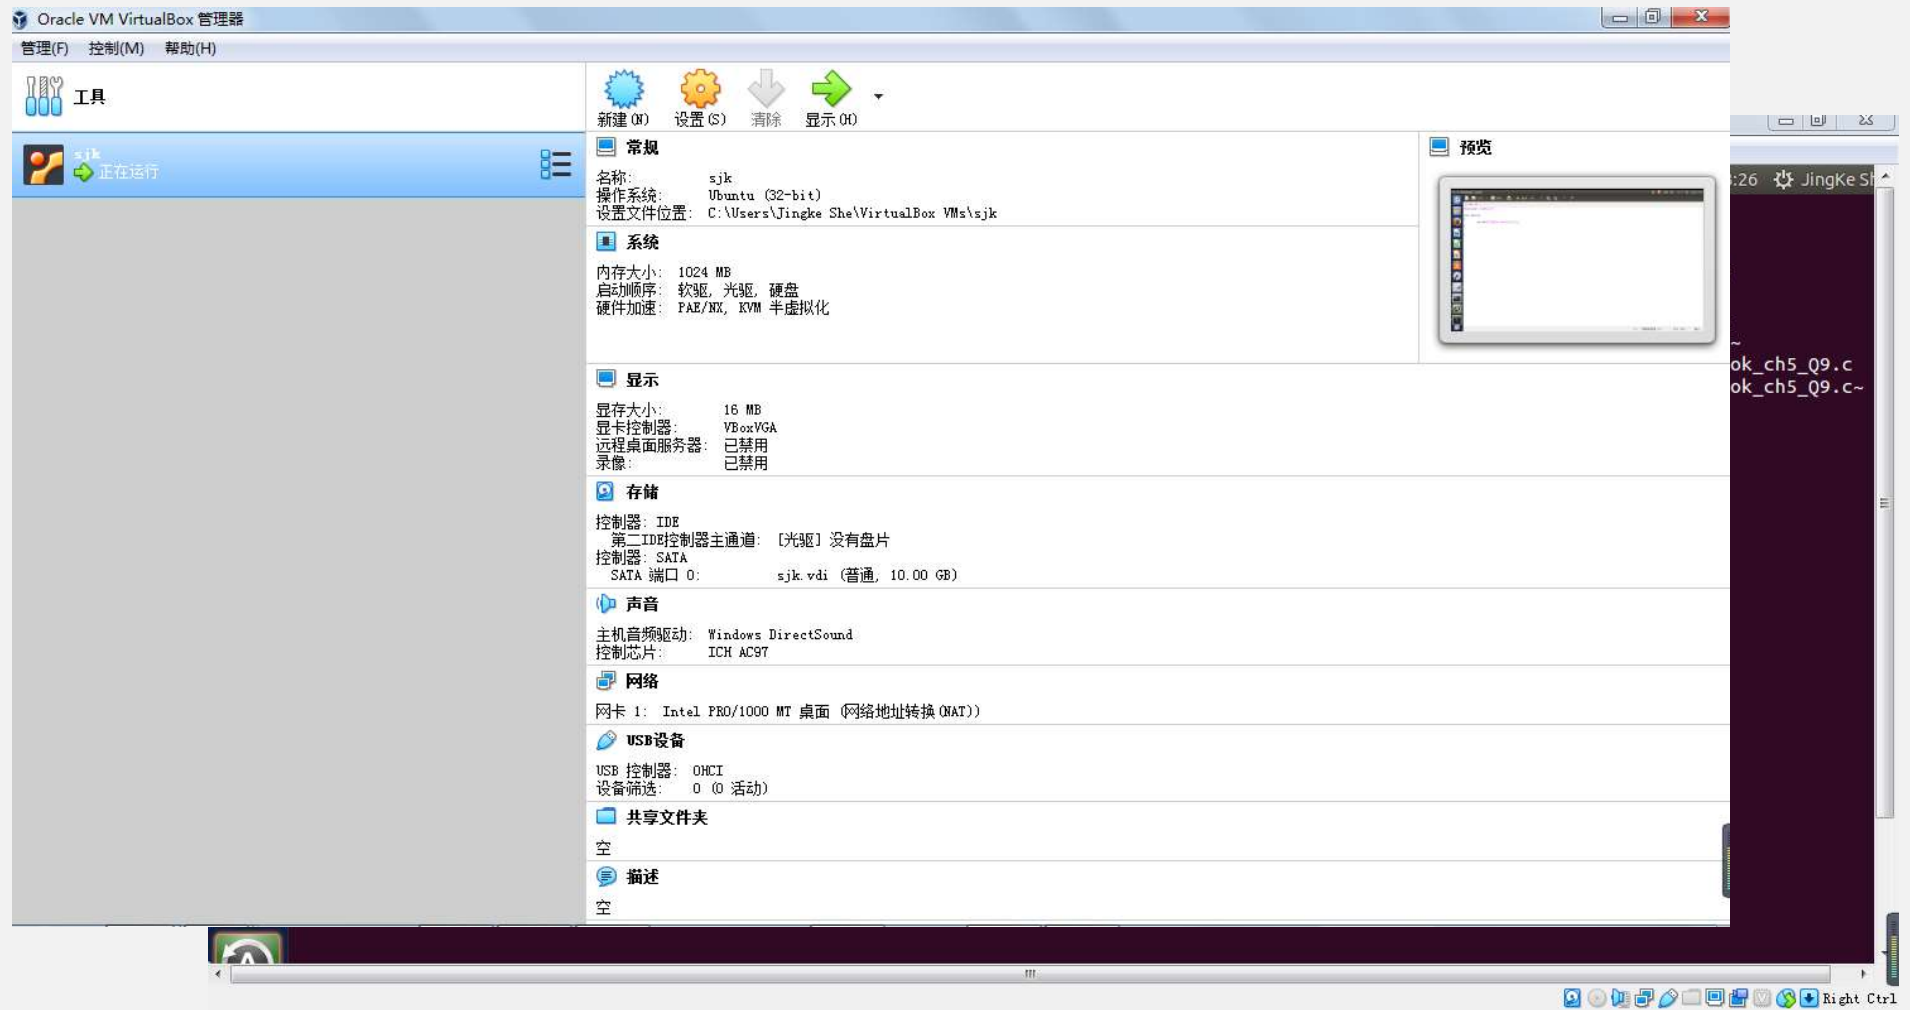 Oracle VM VirtualBox 管理器
管理(F) 控制(M) 帮助(H)
工具
新建(N) 设置(S) 清除 显示(H)
sjk
正在运行
常规
名称: sjk
操作系统: Ubuntu (32-bit)
设置文件位置: C:\Users\Jingke She\VirtualBox VMs\sjk
预览
系统
内存大小: 1024 MB
启动顺序: 软驱, 光驱, 硬盘
硬件加速: PAE/NX, KVM 半虚拟化
显示
显存大小: 16 MB
显卡控制器: VBoxVGA
远程桌面服务器: 已禁用
录像: 已禁用
存储
控制器: IDE
第二IDE控制器主通道: [光驱] 没有盘片
控制器: SATA
SATA 端口 0: sjk.vdi (普通, 10.00 GB)
声音
主机音频驱动: Windows DirectSound
控制芯片: ICH AC97
网络
网卡 1: Intel PRO/1000 MT 桌面 (网络地址转换(NAT))
USB设备
USB 控制器: OHCI
设备筛选: 0 (0 活动)
共享文件夹
空
描述
空
:26 JingKe Sh
~
ok_ch5_Q9.c
ok_ch5_Q9.c~
Right Ctrl